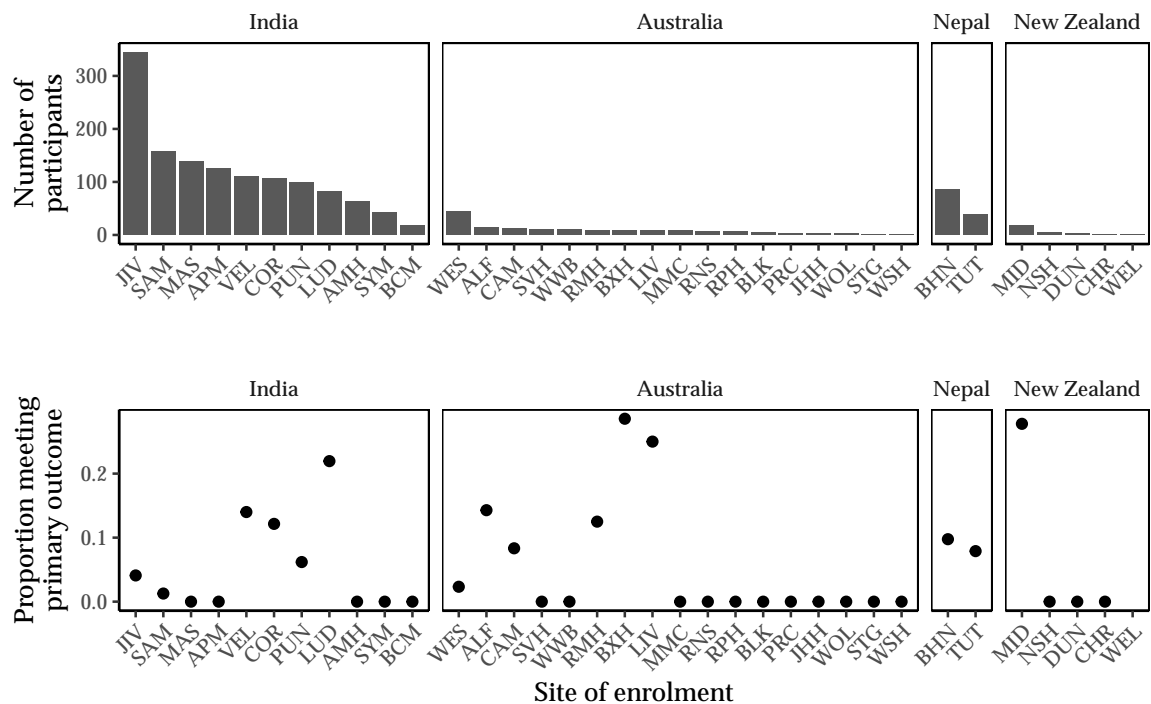 India Australia Nepal New Zealand
Number of
participants
300
200
100
0
JIV SAM MAS APM VEL COR PUN LUD AMH SYM BCM WES ALF CAM SVH WWB RMH BXH LIV MMC RNS RPH BLK PRC JHH WOL STG WSH BHN TUT MID NSH DUN CHR WEL
India Australia Nepal New Zealand
Proportion meeting
primary outcome
0.2
0.1
0.0
JIV SAM MAS APM VEL COR PUN LUD AMH SYM BCM WES ALF CAM SVH WWB RMH BXH LIV MMC RNS RPH BLK PRC JHH WOL STG WSH BHN TUT MID NSH DUN CHR WEL
Site of enrolment